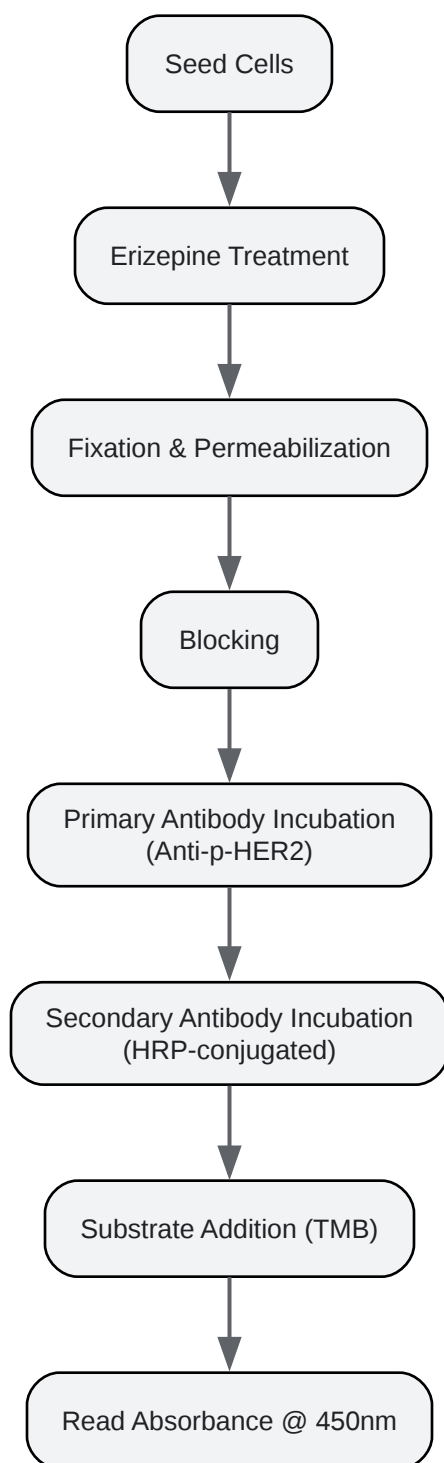 Seed Cells
Erizepine Treatment
Fixation & Permeabilization
Blocking
Primary Antibody Incubation
(Anti-p-HER2)
Secondary Antibody Incubation
(HRP-conjugated)
Substrate Addition (TMB)
Read Absorbance @ 450nm